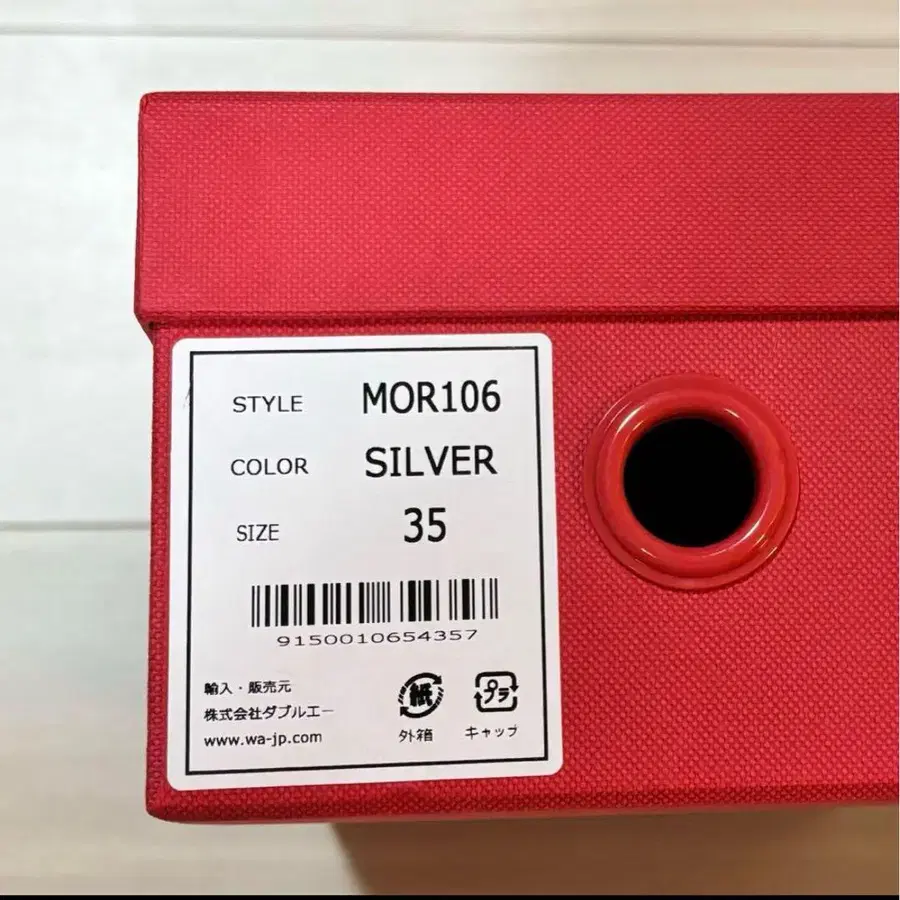 STYLE MOR106
COLOR SILVER
SIZE 35
9150010654357
輸入・販売元
株式会社ダブルエー
www.wa-jp.com
紙 プラ
外箱 キャップ